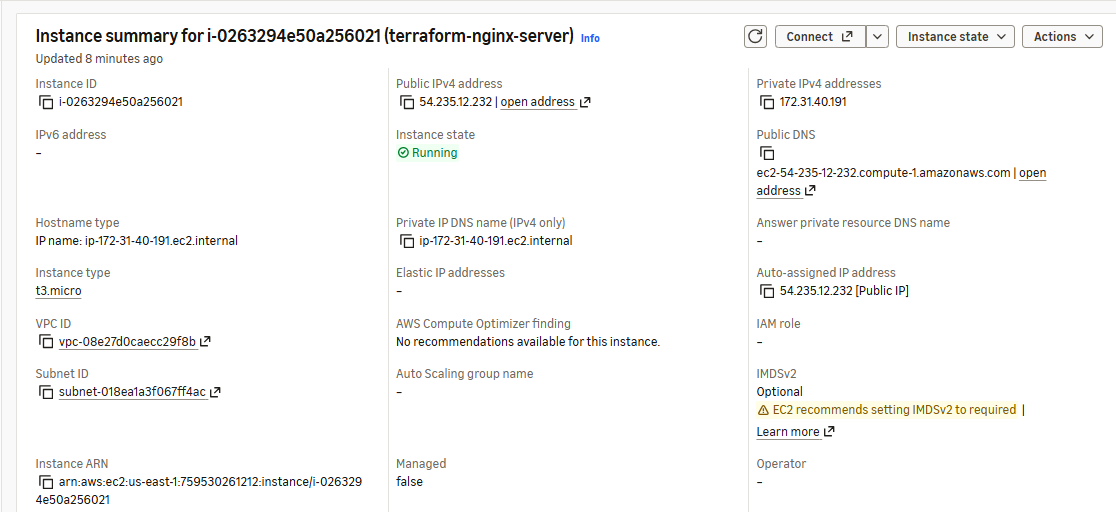 Instance summary for i-0263294e50a256021 (terraform-nginx-server) Info
Connect
Instance state
Actions
Updated 8 minutes ago
Instance ID
i-0263294e50a256021
Public IPv4 address
54.235.12.232 | open address
Private IPv4 addresses
172.31.40.191
IPv6 address
–
Instance state
Running
Public DNS
ec2-54-235-12-232.compute-1.amazonaws.com | open
address
Hostname type
IP name: ip-172-31-40-191.ec2.internal
Private IP DNS name (IPv4 only)
ip-172-31-40-191.ec2.internal
Answer private resource DNS name
–
Instance type
t3.micro
Elastic IP addresses
–
Auto-assigned IP address
54.235.12.232 [Public IP]
VPC ID
vpc-08e27d0caecc29f8b
AWS Compute Optimizer finding
No recommendations available for this instance.
IAM role
–
Subnet ID
subnet-018ea1a3f067ff4ac
Auto Scaling group name
–
IMDSv2
Optional
EC2 recommends setting IMDSv2 to required |
Learn more
Instance ARN
arn:aws:ec2:us-east-1:759530261212:instance/i-026329
4e50a256021
Managed
false
Operator
–